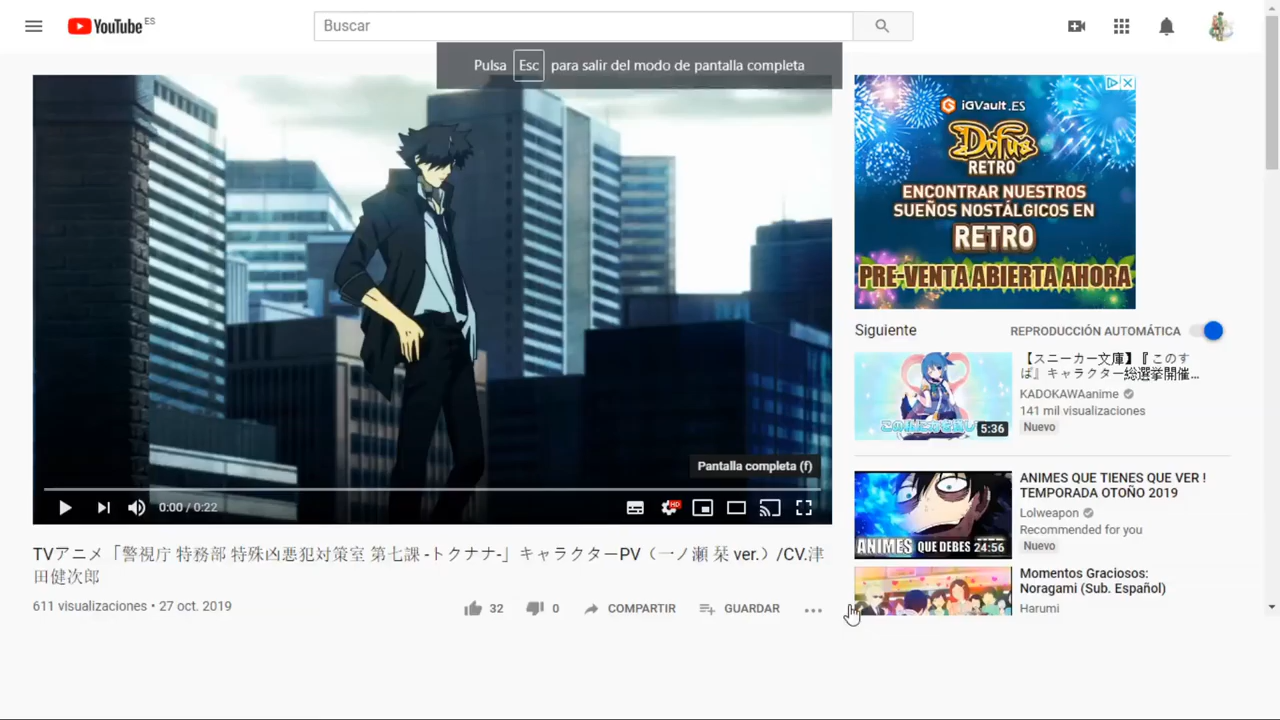 YouTube ES
Buscar
Pulsa Esc para salir del modo de pantalla completa
Pantalla completa (f)
0:00 / 0:22
HD
TVアニメ「警視庁 特務部 特殊凶悪犯対策室 第七課 -トクナナ-」キャラクターPV（一ノ瀬 栞 ver.）/CV.津
田健次郎
611 visualizaciones • 27 oct. 2019
32
0
COMPARTIR
GUARDAR
iGVault.ES
Dofus
RETRO
ENCONTRAR NUESTROS
SUEÑOS NOSTÁLGICOS EN
RETRO
PRE-VENTA ABIERTA AHORA
Siguiente
REPRODUCCIÓN AUTOMÁTICA
5:36
【スニーカー文庫】『このす
ば』キャラクター総選挙開催...
KADOKAWAanime
141 mil visualizaciones
Nuevo
ANIMES QUE DEBES
24:56
ANIMES QUE TIENES QUE VER !
TEMPORADA OTOÑO 2019
Lolweapon
Recommended for you
Nuevo
Momentos Graciosos:
Noragami (Sub. Español)
Harumi